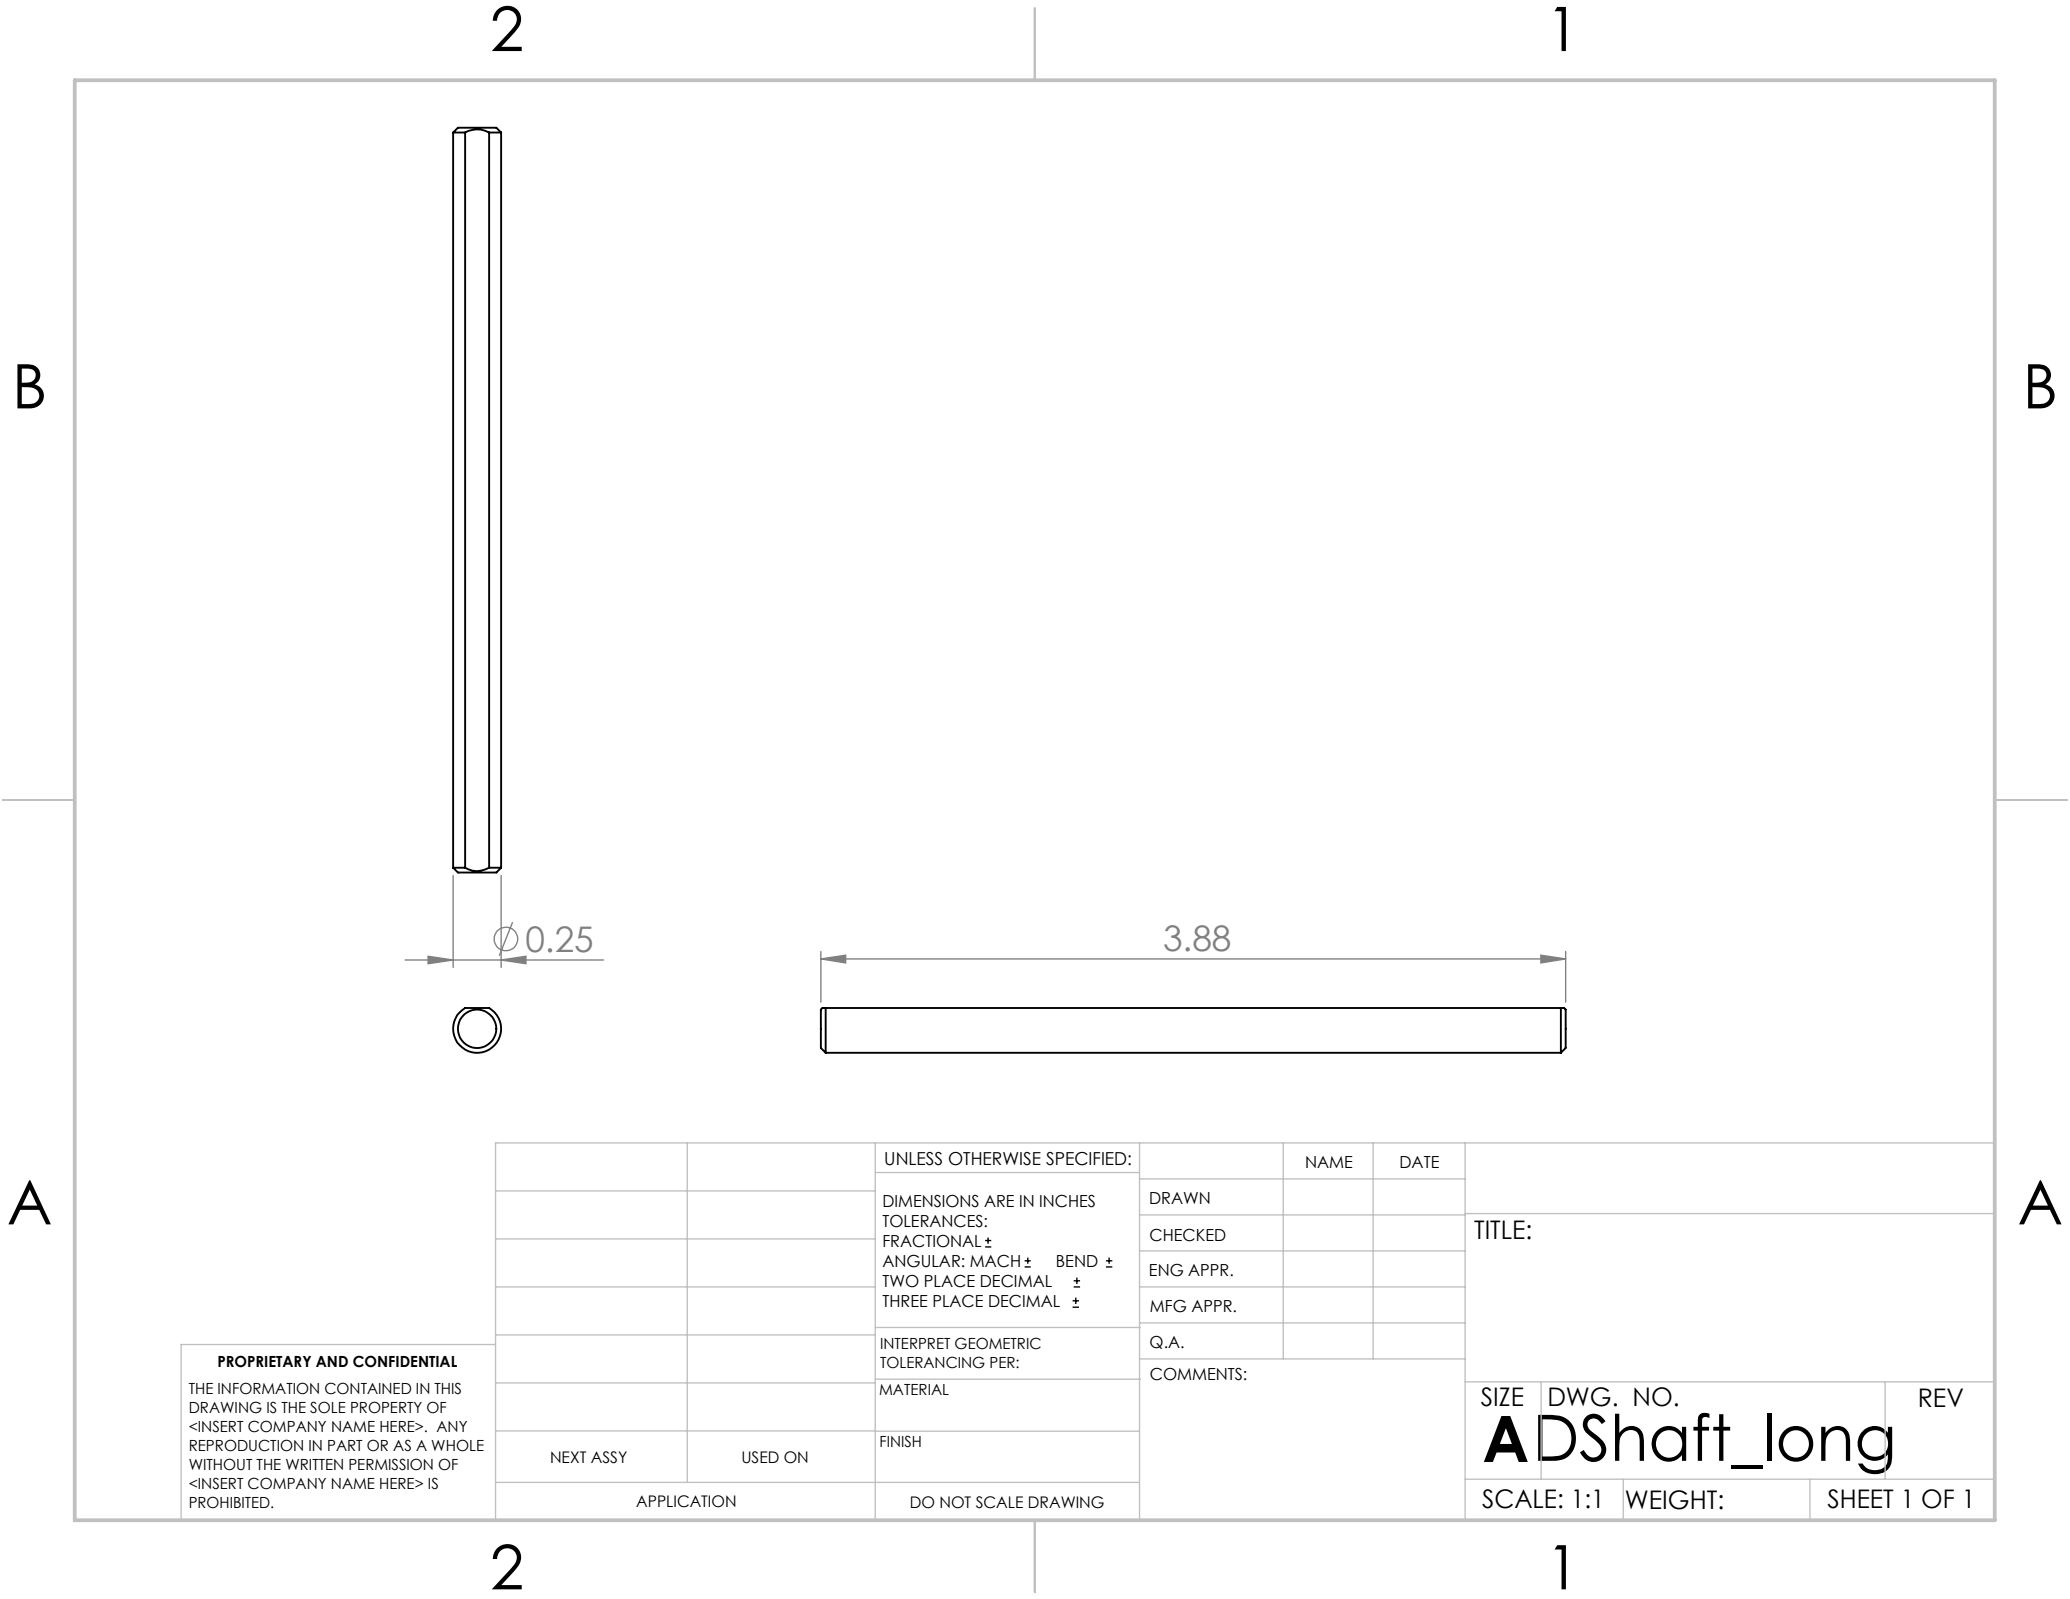 2
1
B
B
⌀0.25
3.88
A
A
UNLESS OTHERWISE SPECIFIED:
DIMENSIONS ARE IN INCHES
TOLERANCES:
FRACTIONAL ±
ANGULAR: MACH ± BEND ±
TWO PLACE DECIMAL ±
THREE PLACE DECIMAL ±
INTERPRET GEOMETRIC
TOLERANCING PER:
MATERIAL
FINISH
DO NOT SCALE DRAWING
NAME DATE
DRAWN
CHECKED
ENG APPR.
MFG APPR.
Q.A.
COMMENTS:
TITLE:
SIZE DWG. NO. REV
A DShaft_long
SCALE: 1:1 WEIGHT: SHEET 1 OF 1
PROPRIETARY AND CONFIDENTIAL
THE INFORMATION CONTAINED IN THIS
DRAWING IS THE SOLE PROPERTY OF
<INSERT COMPANY NAME HERE>. ANY
REPRODUCTION IN PART OR AS A WHOLE
WITHOUT THE WRITTEN PERMISSION OF
<INSERT COMPANY NAME HERE> IS
PROHIBITED.
NEXT ASSY USED ON
APPLICATION
2
1